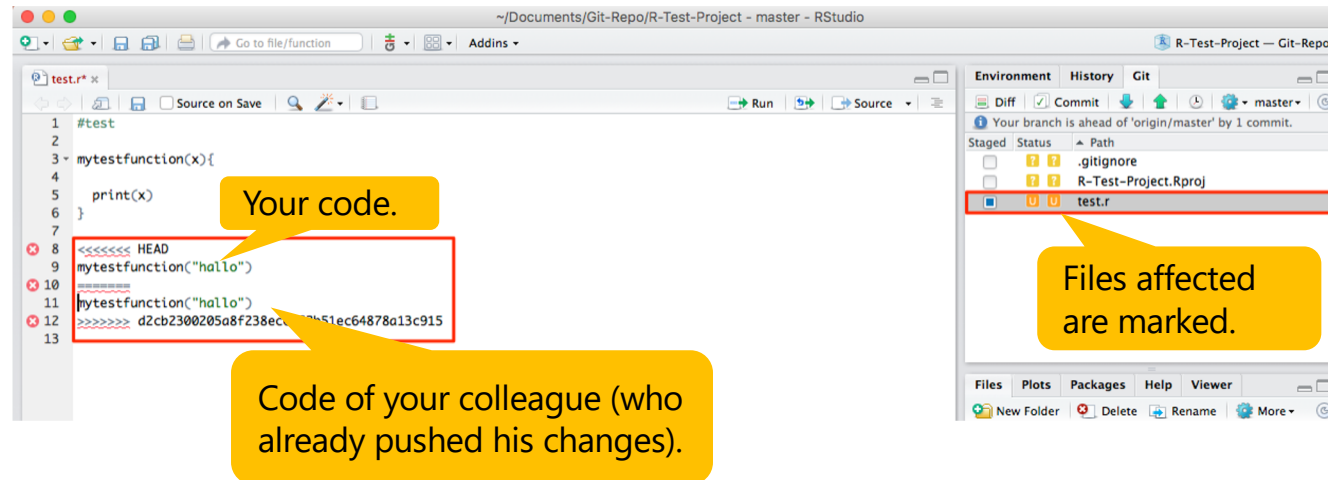 ~/Documents/Git-Repo/R-Test-Project - master - RStudio
Go to file/function Addins
R-Test-Project — Git-Repo
test.r*
Source on Save Run Source
1 #test
2
3 mytestfunction(x){
4
5 print(x)
6 }
7
8 <<<<<<< HEAD
9 mytestfunction("hallo")
10 =======
11 mytestfunction("hallo")
12 >>>>>>> d2cb2300205a8f238ec
51ec64878a13c915
13
Your code.
Code of your colleague (who
already pushed his changes).
Environment History Git
Diff Commit master
Your branch is ahead of 'origin/master' by 1 commit.
Staged Status Path
? ? .gitignore
? ? R-Test-Project.Rproj
U U test.r
Files affected
are marked.
Files Plots Packages Help Viewer
New Folder Delete Rename More